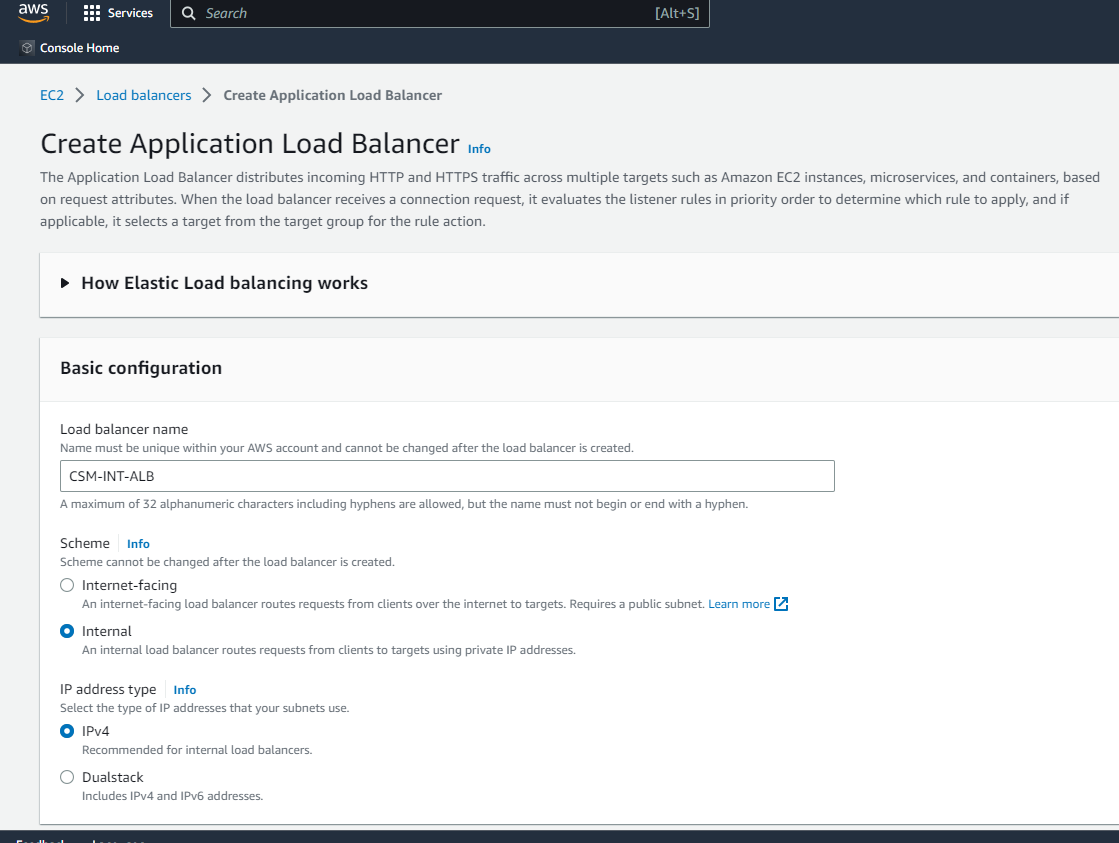 aws Services Search [Alt+S]
Console Home
EC2 Load balancers Create Application Load Balancer
Create Application Load Balancer Info
The Application Load Balancer distributes incoming HTTP and HTTPS traffic across multiple targets such as Amazon EC2 instances, microservices, and containers, based
on request attributes. When the load balancer receives a connection request, it evaluates the listener rules in priority order to determine which rule to apply, and if
applicable, it selects a target from the target group for the rule action.
How Elastic Load balancing works
Basic configuration
Load balancer name
Name must be unique within your AWS account and cannot be changed after the load balancer is created.
CSM-INT-ALB
A maximum of 32 alphanumeric characters including hyphens are allowed, but the name must not begin or end with a hyphen.
Scheme Info
Scheme cannot be changed after the load balancer is created.
Internet-facing
An internet-facing load balancer routes requests from clients over the internet to targets. Requires a public subnet. Learn more
Internal
An internal load balancer routes requests from clients to targets using private IP addresses.
IP address type Info
Select the type of IP addresses that your subnets use.
IPv4
Recommended for internal load balancers.
Dualstack
Includes IPv4 and IPv6 addresses.